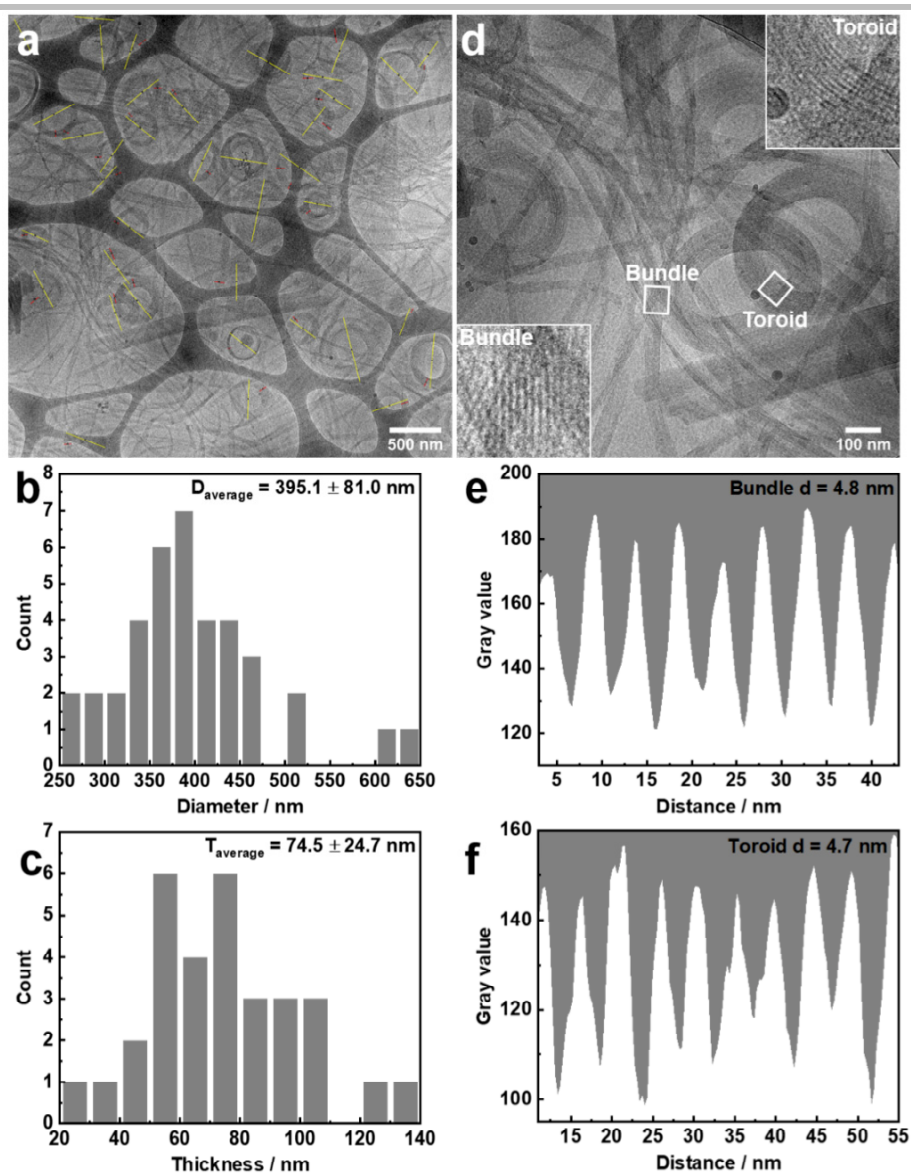 a
500 nm
d
Toroid
Bundle
Toroid
Bundle
100 nm
b
D average = 395.1 ± 81.0 nm
8
7
6
5
4
3
2
1
0
Count
250 300 350 400 450 500 550 600 650
Diameter / nm
c
T average = 74.5 ± 24.7 nm
6
5
4
3
2
1
0
Count
20 40 60 80 100 120 140
Thickness / nm
e
Bundle d = 4.8 nm
200
180
160
140
120
Gray value
5 10 15 20 25 30 35 40
Distance / nm
f
Toroid d = 4.7 nm
160
140
120
100
Gray value
15 20 25 30 35 40 45 50 55
Distance / nm